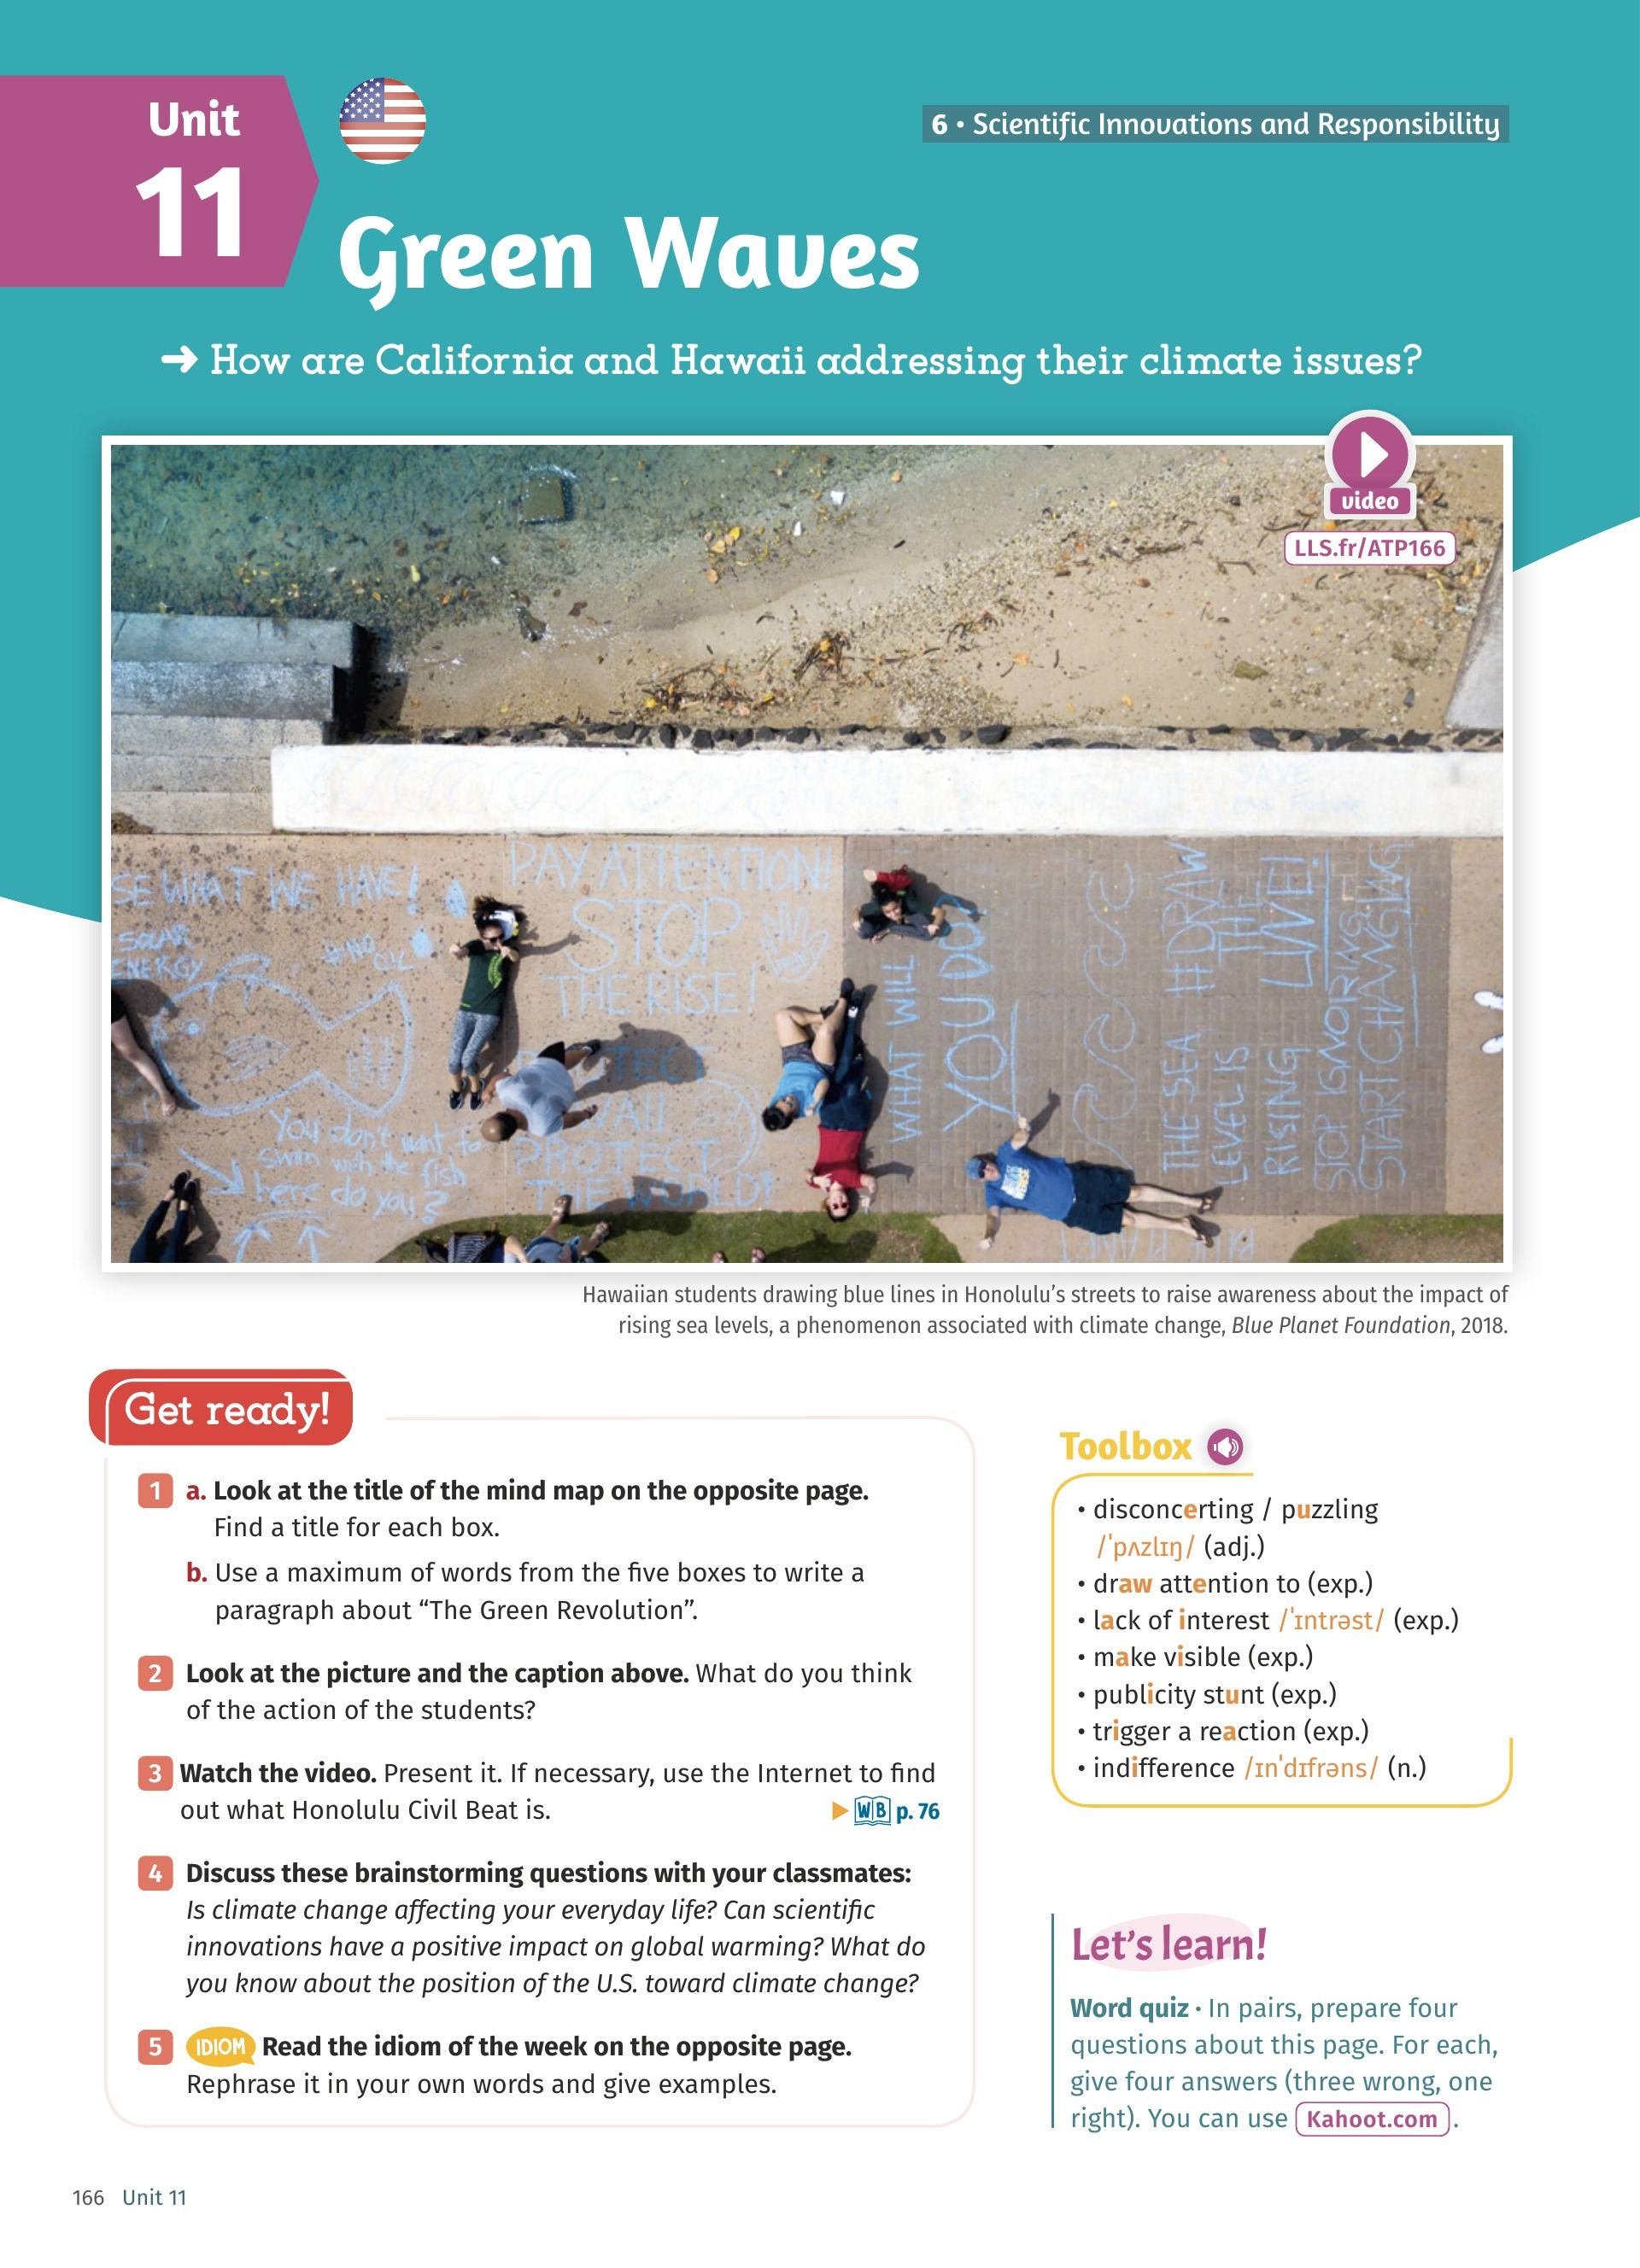 Unit
11
6 • Scientific Innovations and Responsibility
Green Waves
➜ How are California and Hawaii addressing their climate issues?
video
LLS.fr/ATP166
SAVE
OUR Future
SE WHAT WE HAVE!
SOLAR
ENERGY
#NO
OIL
PAY ATTENTION!
STOP
THE RISE!
PROTECT
THE WORLD!
You don't want to
swim with the fish
here do you?
WHAT WILL
YOU DO
THE SEA
LEVEL IS
RISING
#DRAW
THE
LINE!
STOP IGNORING
START CHANGING
Hawaiian students drawing blue lines in Honolulu's streets to raise awareness about the impact of
rising sea levels, a phenomenon associated with climate change, Blue Planet Foundation, 2018.
Get ready!
1 a. Look at the title of the mind map on the opposite page.
Find a title for each box.
b. Use a maximum of words from the five boxes to write a
paragraph about “The Green Revolution”.
2 Look at the picture and the caption above. What do you think
of the action of the students?
3 Watch the video. Present it. If necessary, use the Internet to find
out what Honolulu Civil Beat is. ▶ WB p. 76
4 Discuss these brainstorming questions with your classmates:
Is climate change affecting your everyday life? Can scientific
innovations have a positive impact on global warming? What do
you know about the position of the U.S. toward climate change?
5 IDIOM Read the idiom of the week on the opposite page.
Rephrase it in your own words and give examples.
Toolbox
• disconcerting / puzzling
/ˈpʌzlɪŋ/ (adj.)
• draw attention to (exp.)
• lack of interest /ˈɪntrəst/ (exp.)
• make visible (exp.)
• publicity stunt (exp.)
• trigger a reaction (exp.)
• indifference /ɪnˈdɪfrəns/ (n.)
Let's learn!
Word quiz • In pairs, prepare four
questions about this page. For each,
give four answers (three wrong, one
right). You can use Kahoot.com .
166 Unit 11